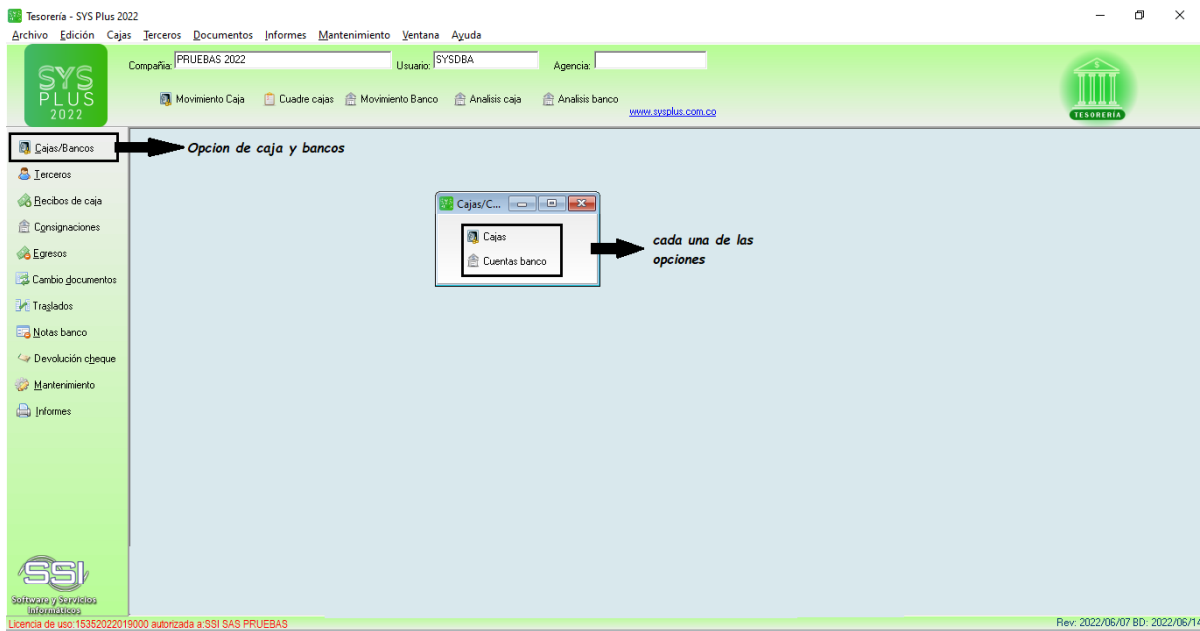 Tesorería - SYS Plus 2022
Archivo Edición Cajas Terceros Documentos Informes Mantenimiento Ventana Ayuda
SYS
PLUS
2022
Compañia: PRUEBAS 2022 Usuario: SYSDBA Agencia:
Movimiento Caja Cuadre cajas Movimiento Banco Analisis caja Analisis banco
www.sysplus.com.co
TESORERÍA
Cajas/Bancos
Opcion de caja y bancos
Terceros
Recibos de caja
Consignaciones
Egresos
Cambio documentos
Traslados
Notas banco
Devolución cheque
Mantenimiento
Informes
Cajas/C...
Cajas
Cuentas banco
cada una de las
opciones
SSI
Software y Servicios
Informáticos
Licencia de uso:15352022019000 autorizada a:SSI SAS PRUEBAS
Rev: 2022/06/07 BD: 2022/06/14